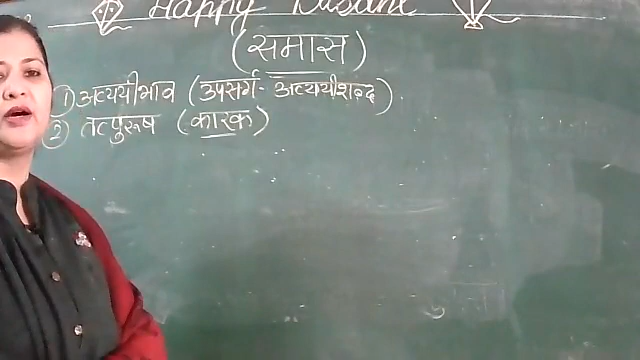 Happy Basant
(समास)
① अव्ययीभाव (उपसर्ग - अव्ययीशब्द)
② तत्पुरूष (कारक)